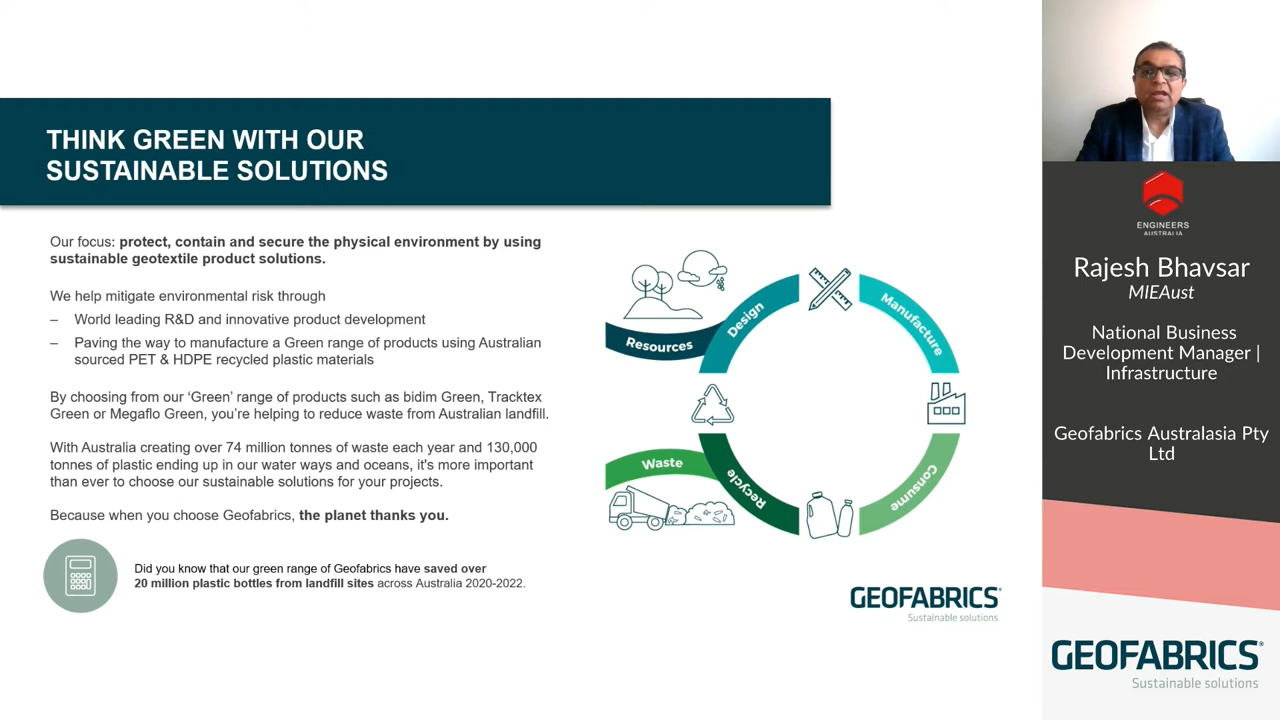 THINK GREEN WITH OUR
SUSTAINABLE SOLUTIONS
Our focus: protect, contain and secure the physical environment by using
sustainable geotextile product solutions.
We help mitigate environmental risk through
– World leading R&D and innovative product development
– Paving the way to manufacture a Green range of products using Australian
sourced PET & HDPE recycled plastic materials
By choosing from our ‘Green’ range of products such as bidim Green, Tracktex
Green or Megaflo Green, you’re helping to reduce waste from Australian landfill.
With Australia creating over 74 million tonnes of waste each year and 130,000
tonnes of plastic ending up in our water ways and oceans, it's more important
than ever to choose our sustainable solutions for your projects.
Because when you choose Geofabrics, the planet thanks you.
Did you know that our green range of Geofabrics have saved over
20 million plastic bottles from landfill sites across Australia 2020-2022.
Resources
Design
Manufacture
Consume
Recycle
Waste
GEOFABRICS®
Sustainable solutions
ENGINEERS
AUSTRALIA
Rajesh Bhavsar
MIEAust
National Business
Development Manager |
Infrastructure
Geofabrics Australasia Pty
Ltd
GEOFABRICS®
Sustainable solutions